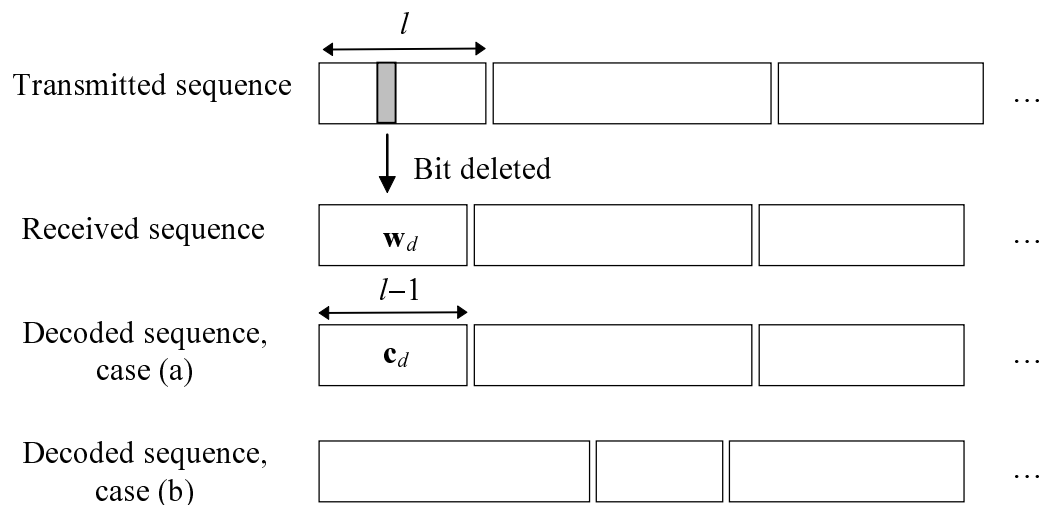 l
Transmitted sequence
…
Bit deleted
Received sequence
w_d
…
l−1
Decoded sequence,
case (a)
c_d
…
Decoded sequence,
case (b)
…